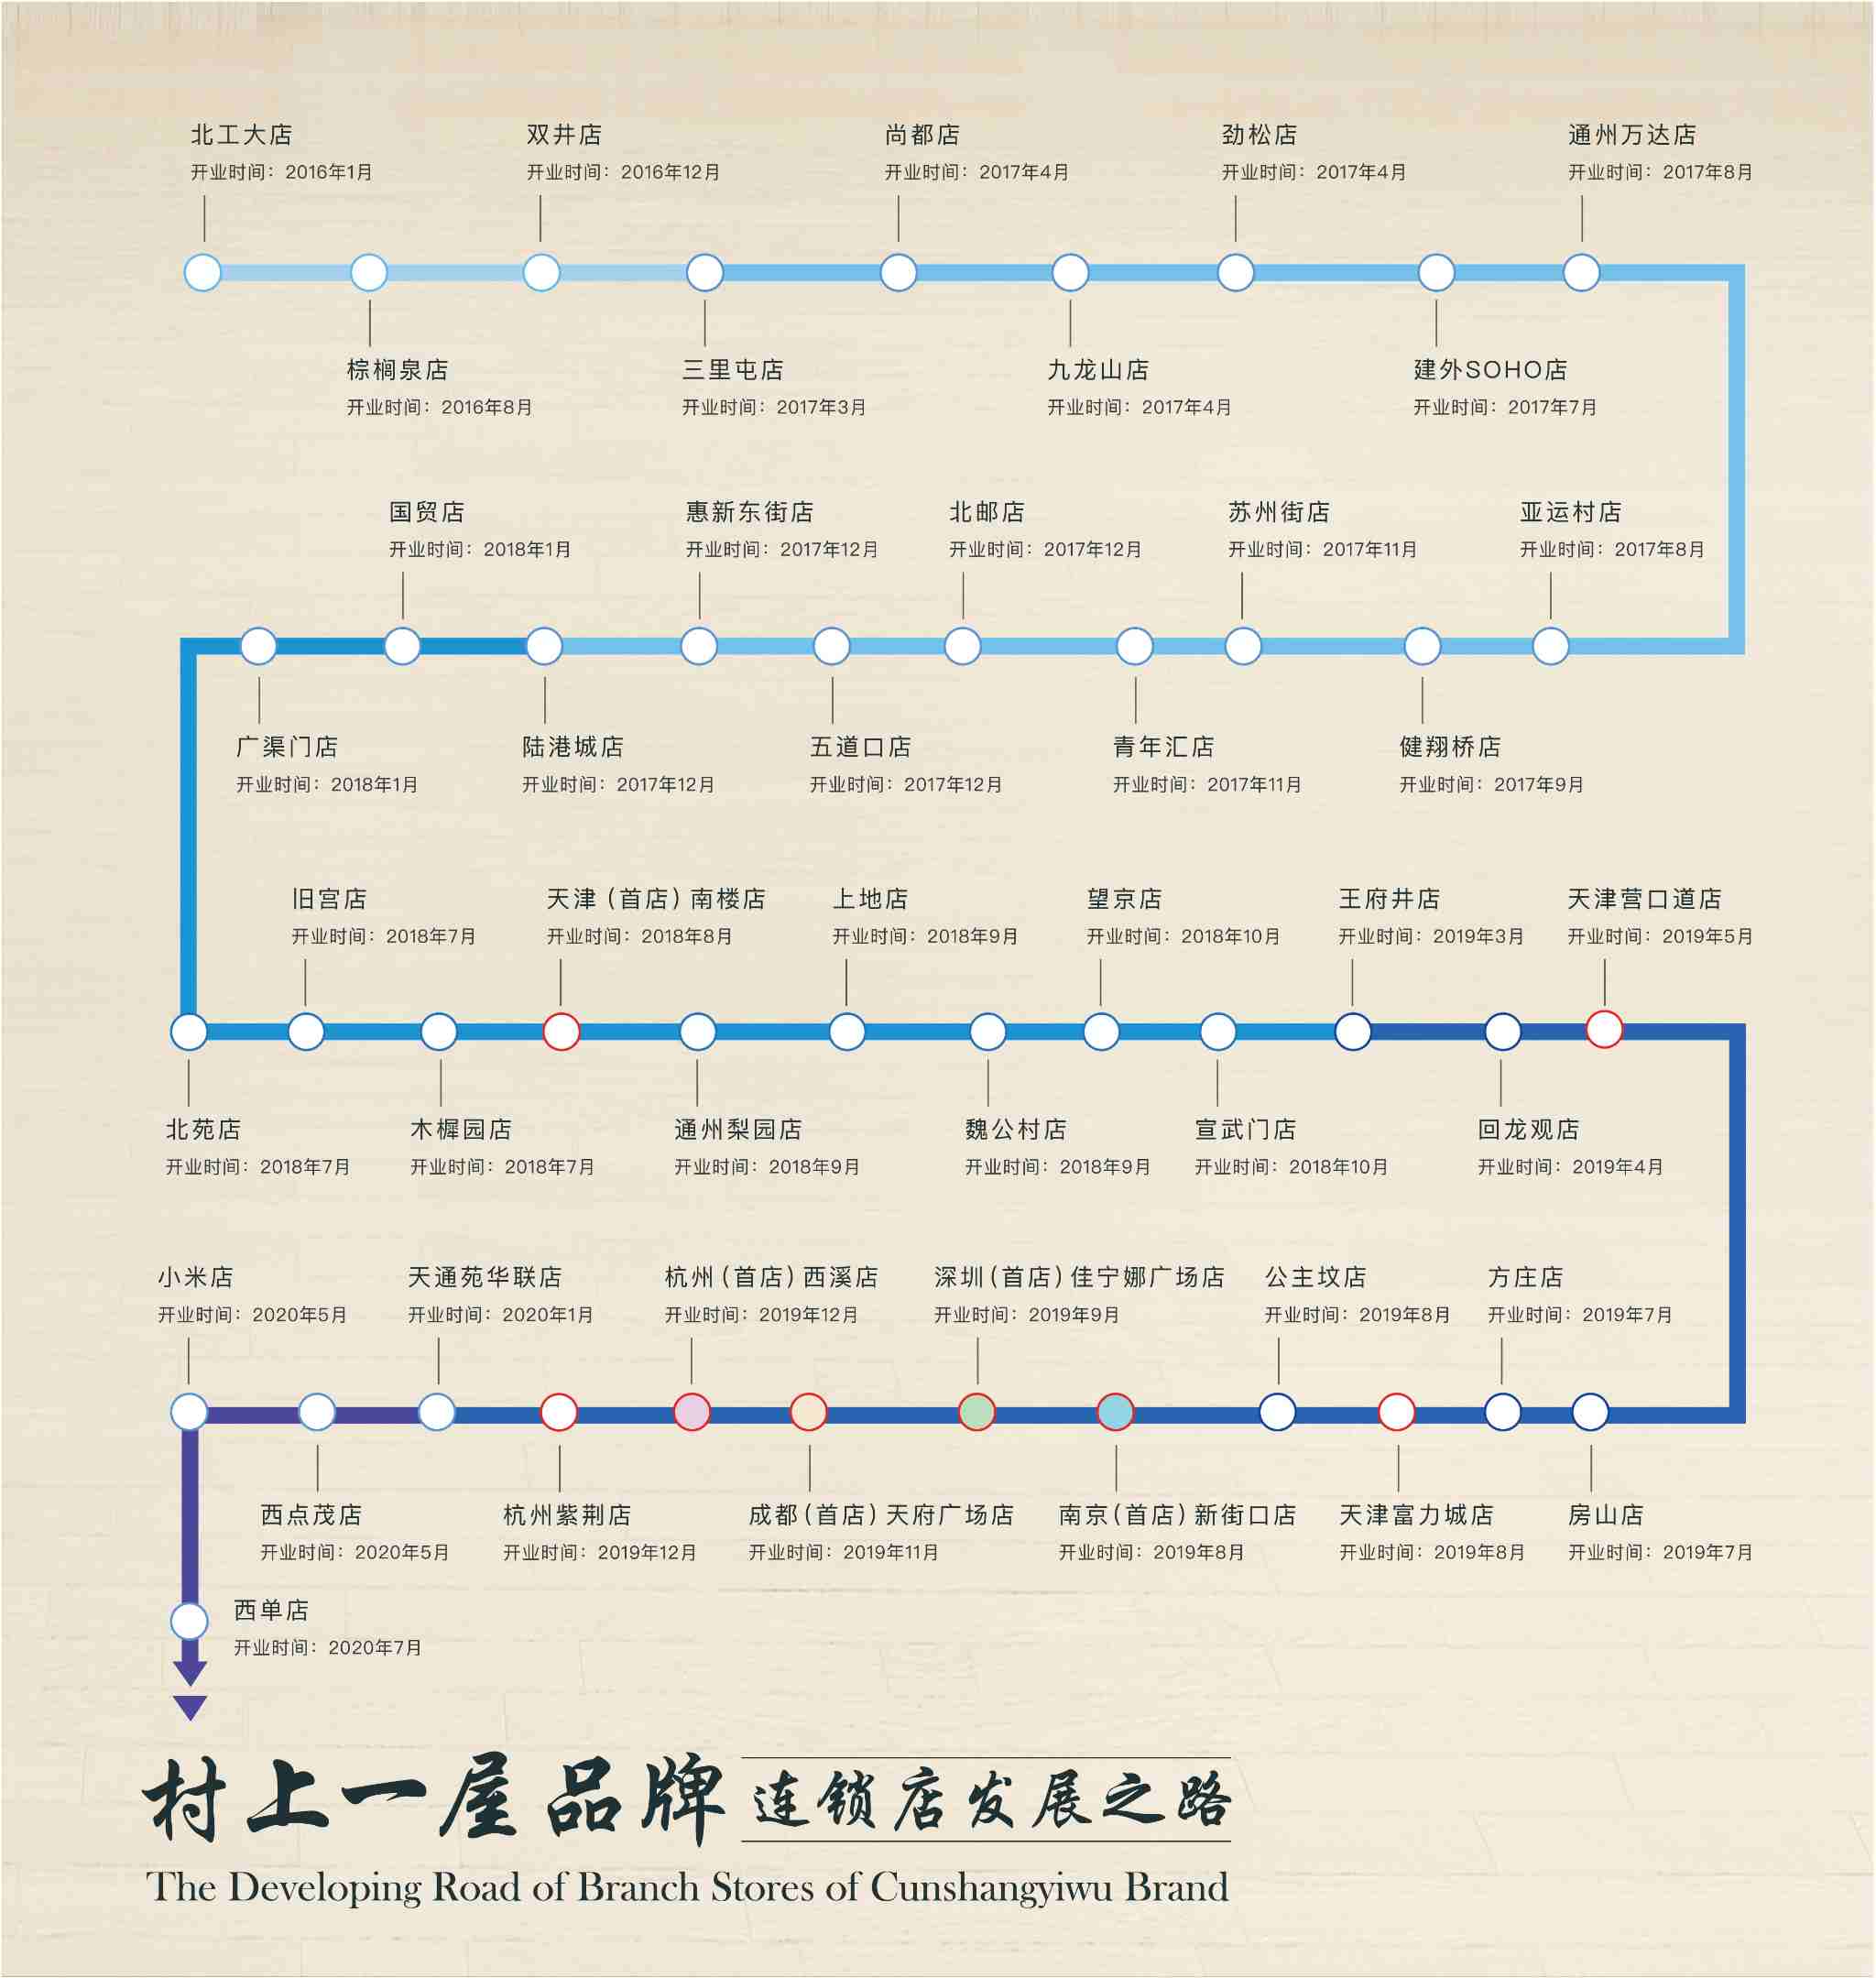 北工大店
开业时间：2016年1月
双井店
开业时间：2016年12月
尚都店
开业时间：2017年4月
劲松店
开业时间：2017年4月
通州万达店
开业时间：2017年8月
棕榈泉店
开业时间：2016年8月
三里屯店
开业时间：2017年3月
九龙山店
开业时间：2017年4月
建外SOHO店
开业时间：2017年7月
国贸店
开业时间：2018年1月
惠新东街店
开业时间：2017年12月
北邮店
开业时间：2017年12月
苏州街店
开业时间：2017年11月
亚运村店
开业时间：2017年8月
广渠门店
开业时间：2018年1月
陆港城店
开业时间：2017年12月
五道口店
开业时间：2017年12月
青年汇店
开业时间：2017年11月
健翔桥店
开业时间：2017年9月
旧宫店
开业时间：2018年7月
天津（首店）南楼店
开业时间：2018年8月
上地店
开业时间：2018年9月
望京店
开业时间：2018年10月
王府井店
开业时间：2019年3月
天津营口道店
开业时间：2019年5月
北苑店
开业时间：2018年7月
木樨园店
开业时间：2018年7月
通州梨园店
开业时间：2018年9月
魏公村店
开业时间：2018年9月
宣武门店
开业时间：2018年10月
回龙观店
开业时间：2019年4月
小米店
开业时间：2020年5月
天通苑华联店
开业时间：2020年1月
杭州（首店）西溪店
开业时间：2019年12月
深圳（首店）佳宁娜广场店
开业时间：2019年9月
公主坟店
开业时间：2019年8月
方庄店
开业时间：2019年7月
西点茂店
开业时间：2020年5月
杭州紫荆店
开业时间：2019年12月
成都（首店）天府广场店
开业时间：2019年11月
南京（首店）新街口店
开业时间：2019年8月
天津富力城店
开业时间：2019年8月
房山店
开业时间：2019年7月
西单店
开业时间：2020年7月
村上一屋品牌 连锁店发展之路
The Developing Road of Branch Stores of Cunshangyiwu Brand